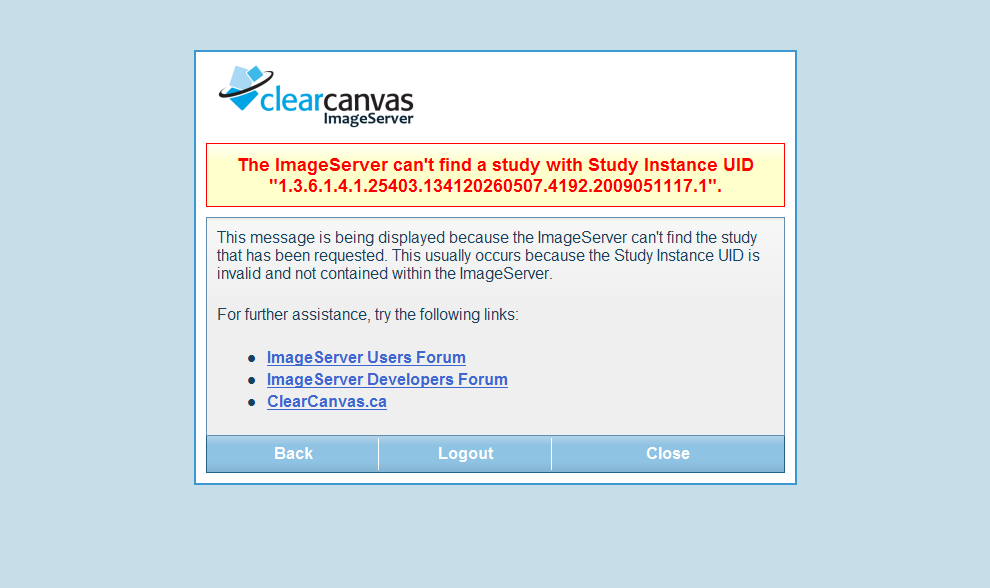 clearcanvas
ImageServer
The ImageServer can't find a study with Study Instance UID
"1.3.6.1.4.1.25403.134120260507.4192.2009051117.1".
This message is being displayed because the ImageServer can't find the study
that has been requested. This usually occurs because the Study Instance UID is
invalid and not contained within the ImageServer.
For further assistance, try the following links:
● ImageServer Users Forum
● ImageServer Developers Forum
● ClearCanvas.ca
Back Logout Close